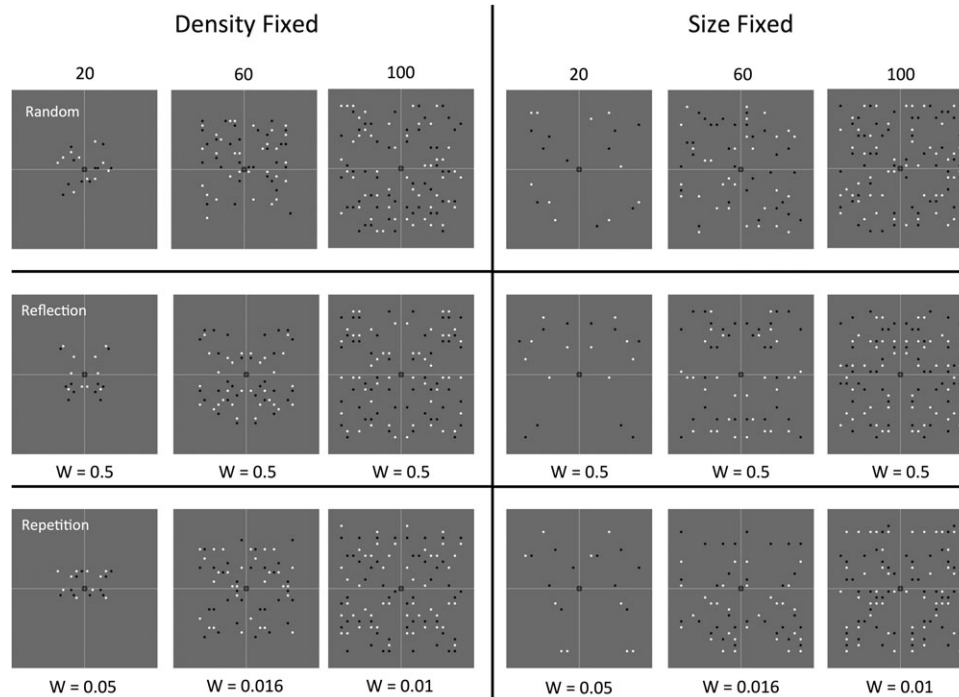 Density Fixed Size Fixed
20 60 100 20 60 100
Random
Reflection
W = 0.5 W = 0.5 W = 0.5 W = 0.5 W = 0.5 W = 0.5
Repetition
W = 0.05 W = 0.016 W = 0.01 W = 0.05 W = 0.016 W = 0.01